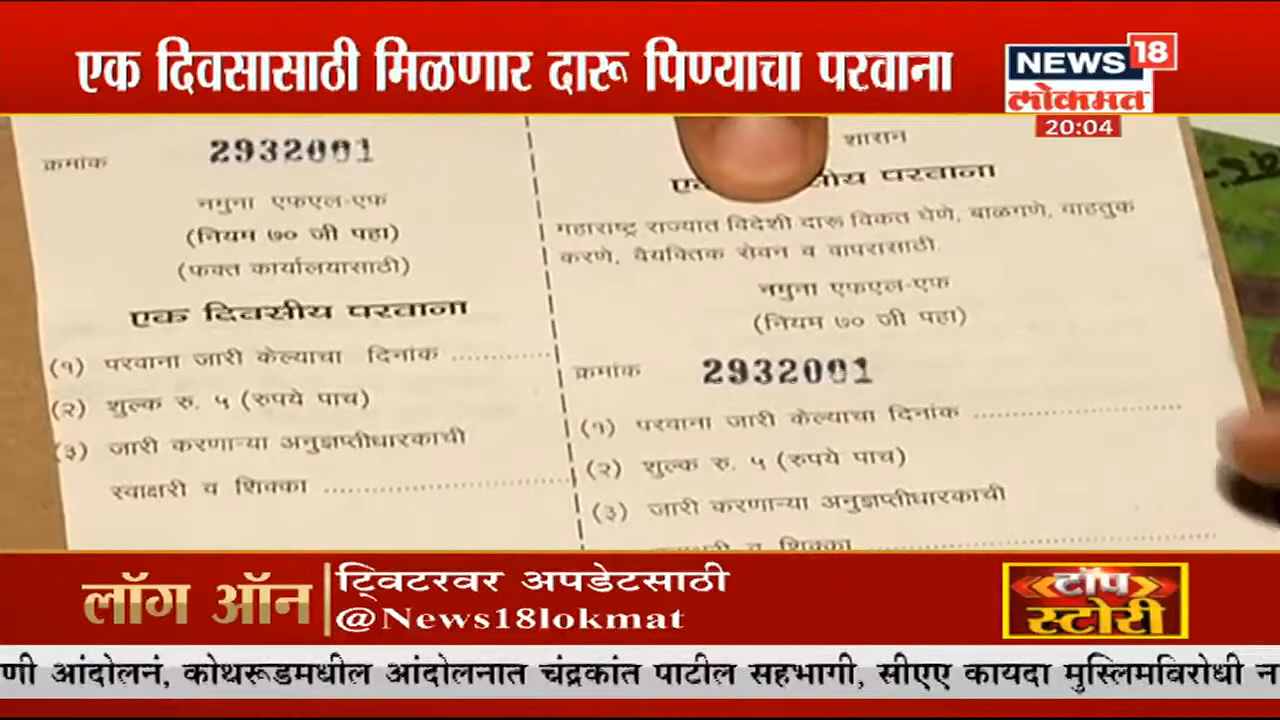 एक दिवसासाठी मिळणार दारू पिण्याचा परवाना
NEWS 18
लोकमत
20:04
क्रमांक 2932001
नमुना एफएल-एफ
(नियम ७० जी पहा)
(फक्त कार्यालयासाठी)
एक दिवसीय परवाना
(१) परवाना जारी केल्याचा दिनांक ..............
(२) शुल्क रु. ५ (रुपये पाच)
(३) जारी करणाऱ्या अनुज्ञप्तीधारकाची
स्वाक्षरी व शिक्का ..............................
शासन
परवाना
महाराष्ट्र राज्यात विदेशी दारू विकत घेणे, बाळगणे, वाहतुक
करणे, वैयक्तिक सेवन व वापरासाठी.
नमुना एफएल-एफ
(नियम ७० जी पहा)
क्रमांक 2932001
(१) परवाना जारी केल्याचा दिनांक ..............................
(२) शुल्क रु. ५ (रुपये पाच)
(३) जारी करणाऱ्या अनुज्ञप्तीधारकाची
व शिक्का ..............................
लॉग ऑन
ट्विटरवर अपडेटसाठी
@News18lokmat
टॉप
स्टोरी
णी आंदोलनं, कोथरूडमधील आंदोलनात चंद्रकांत पाटील सहभागी, सीएए कायदा मुस्लिमविरोधी न